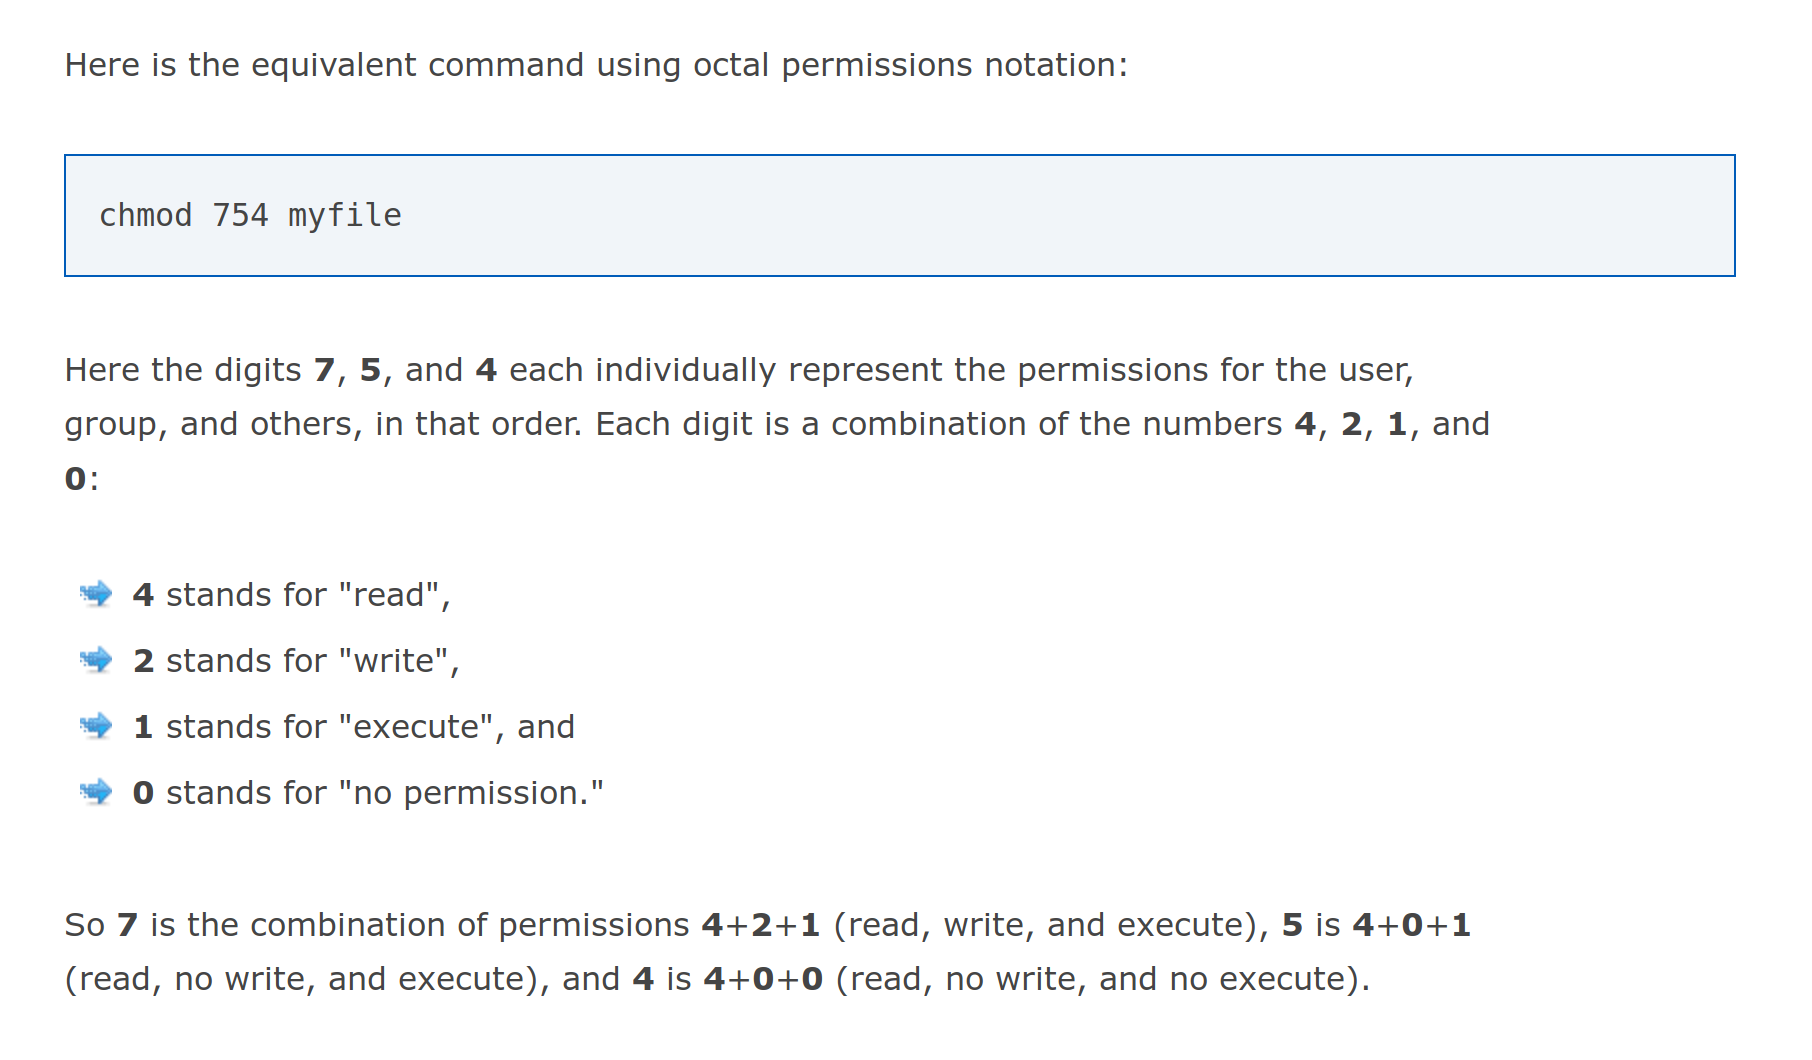 Here is the equivalent command using octal permissions notation:
chmod 754 myfile
Here the digits 7, 5, and 4 each individually represent the permissions for the user,
group, and others, in that order. Each digit is a combination of the numbers 4, 2, 1, and
0:
4 stands for "read",
2 stands for "write",
1 stands for "execute", and
0 stands for "no permission."
So 7 is the combination of permissions 4+2+1 (read, write, and execute), 5 is 4+0+1
(read, no write, and execute), and 4 is 4+0+0 (read, no write, and no execute).